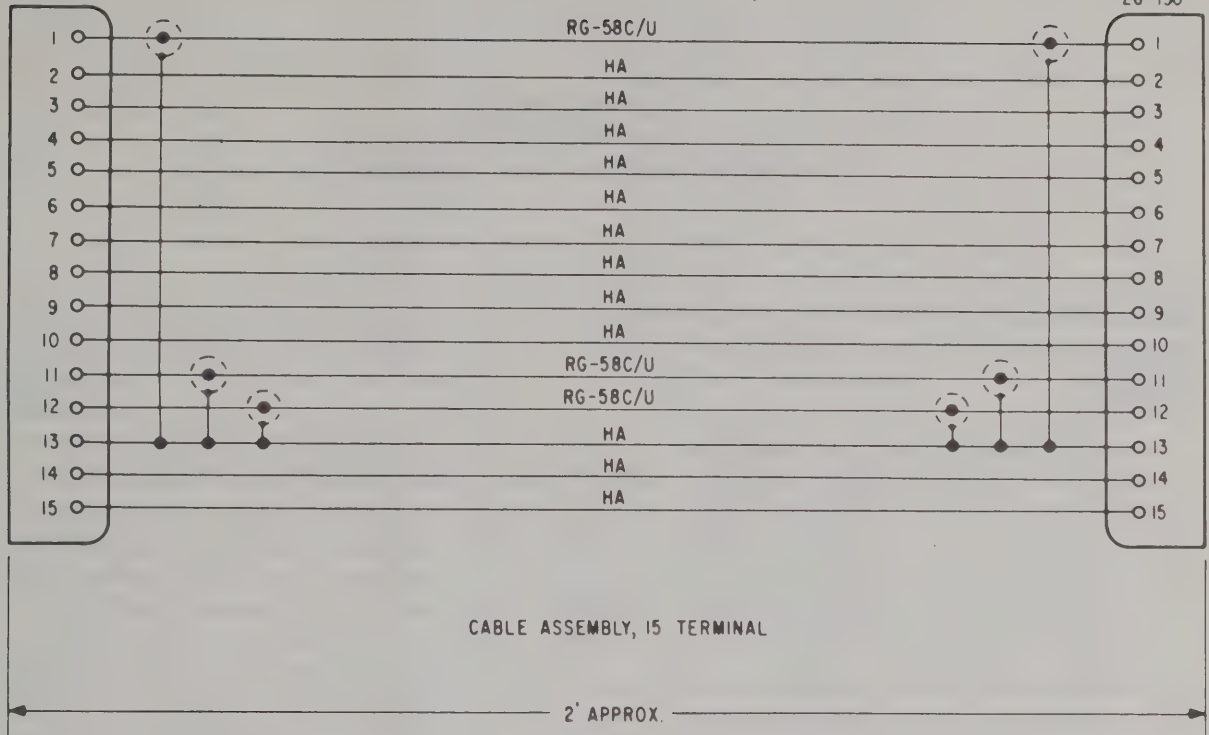 RG-58C/U
1 1
HA
2 2
HA
3 3
HA
4 4
HA
5 5
HA
6 6
HA
7 7
HA
8 8
HA
9 9
HA
10 10
RG-58C/U
11 11
RG-58C/U
12 12
HA
13 13
HA
14 14
HA
15 15
CABLE ASSEMBLY, 15 TERMINAL
2' APPROX.